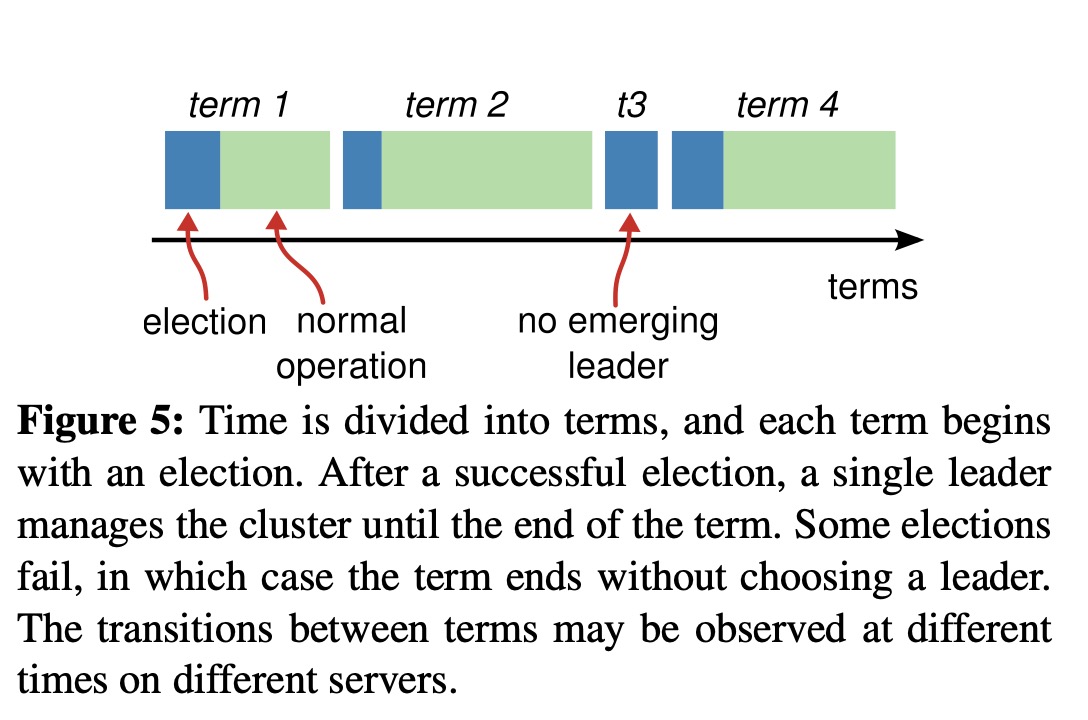 term 1 term 2 t3 term 4
terms
election normal operation no emerging leader
Figure 5: Time is divided into terms, and each term begins
with an election. After a successful election, a single leader
manages the cluster until the end of the term. Some elections
fail, in which case the term ends without choosing a leader.
The transitions between terms may be observed at different
times on different servers.